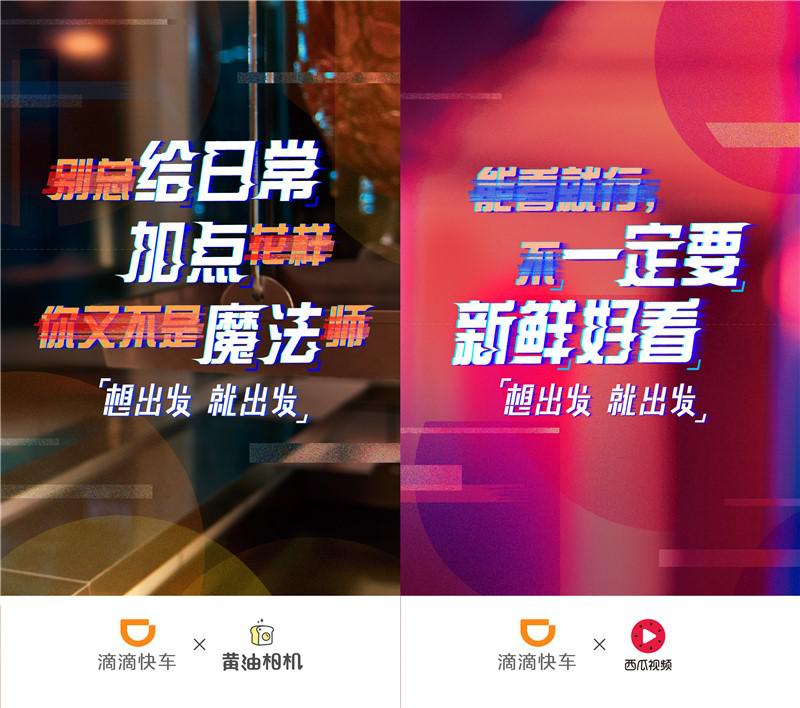 别总给日常
加点花样
你又不是魔法师
「想出发 就出发」
滴滴快车 × 黄油相机
能看就行，
不一定要
新鲜好看
「想出发 就出发」
滴滴快车 × 西瓜视频